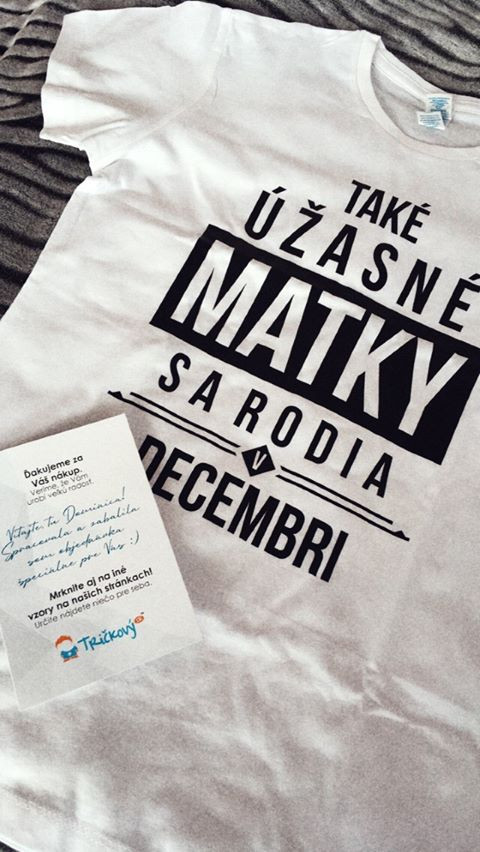 TAKÉ
ÚŽASNÉ
MATKY
SA RODIA
V
DECEMBRI
Ďakujeme za
Váš nákup.
Veríme, že Vám
urobí veľkú radosť.
Vitajte, tu Dominica!
Spracovala a zabalila
som objednávku
špeciálne pre Vás :)
Mrknite aj na iné
vzory na našich stránkach!
Určite nájdete niečo pre seba.
Tričkový